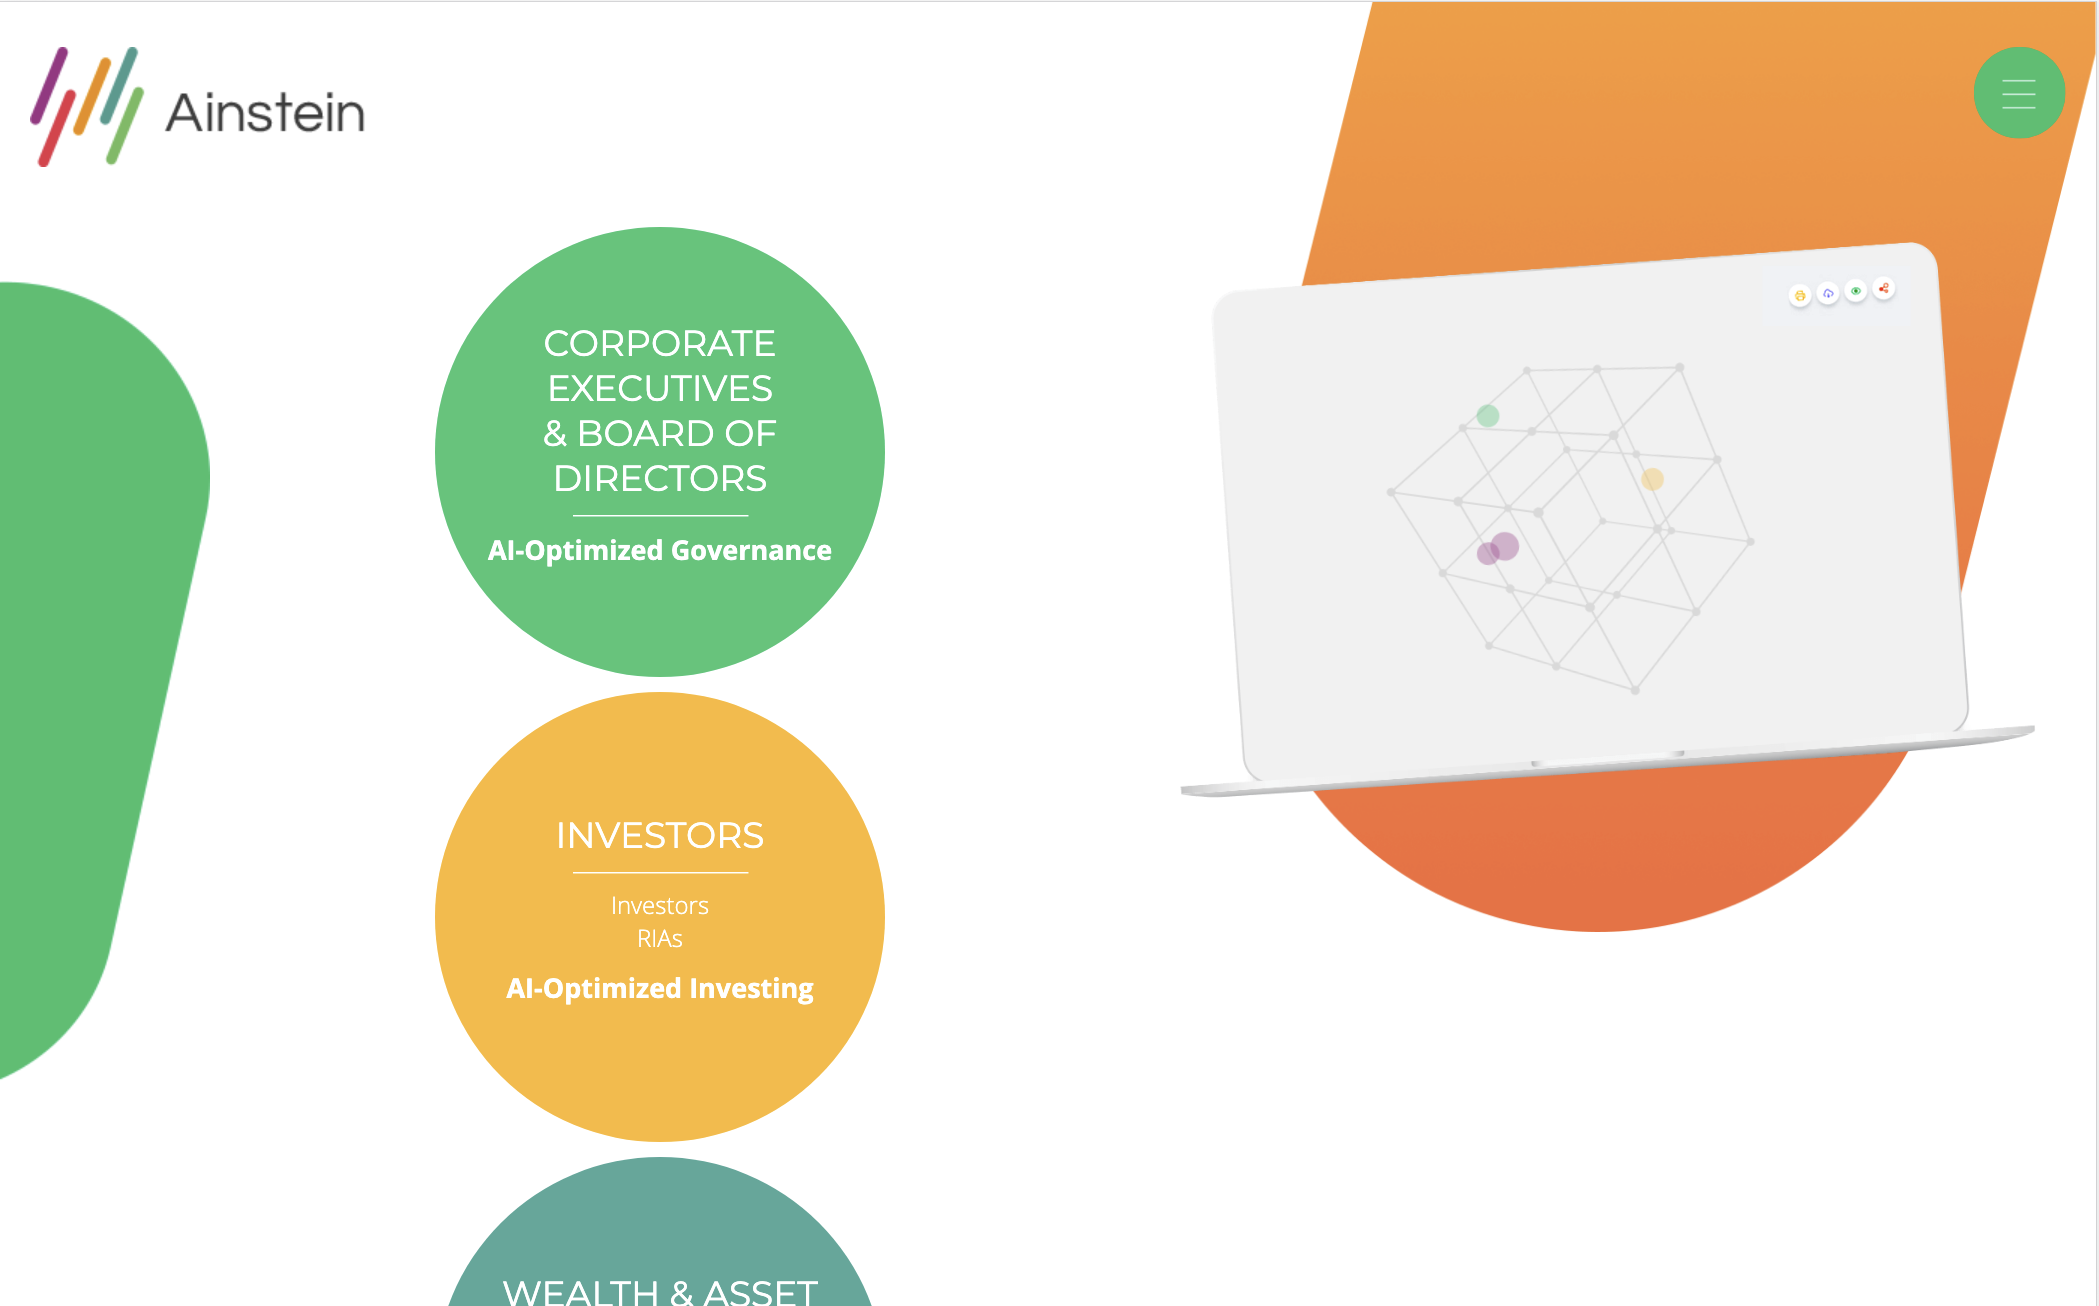 Ainstein
CORPORATE
EXECUTIVES
& BOARD OF
DIRECTORS
AI-Optimized Governance
INVESTORS
Investors
RIAs
AI-Optimized Investing
WEALTH & ASSET